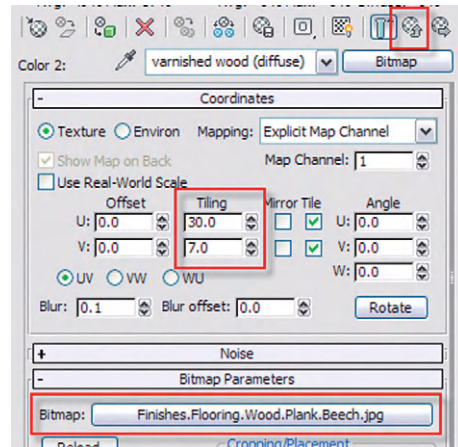 Color 2: varnished wood (diffuse) Bitmap
- Coordinates
Texture Environ Mapping: Explicit Map Channel
Show Map on Back Map Channel: 1
Use Real-World Scale
Offset Tiling Mirror Tile Angle
U: 0.0 30.0 U: 0.0
V: 0.0 7.0 V: 0.0
UV VW WU W: 0.0
Blur: 0.1 Blur offset: 0.0 Rotate
+ Noise
- Bitmap Parameters
Bitmap: Finishes.Flooring.Wood.Plank.Beech.jpg
Reload Cropping/Placement